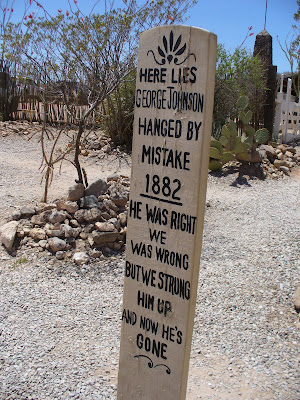 HERE LIES
GEORGE JOHNSON
HANGED BY
MISTAKE
1882
HE WAS RIGHT
WE
WAS WRONG
BUT WE STRUNG
HIM UP
AND NOW HE'S
GONE